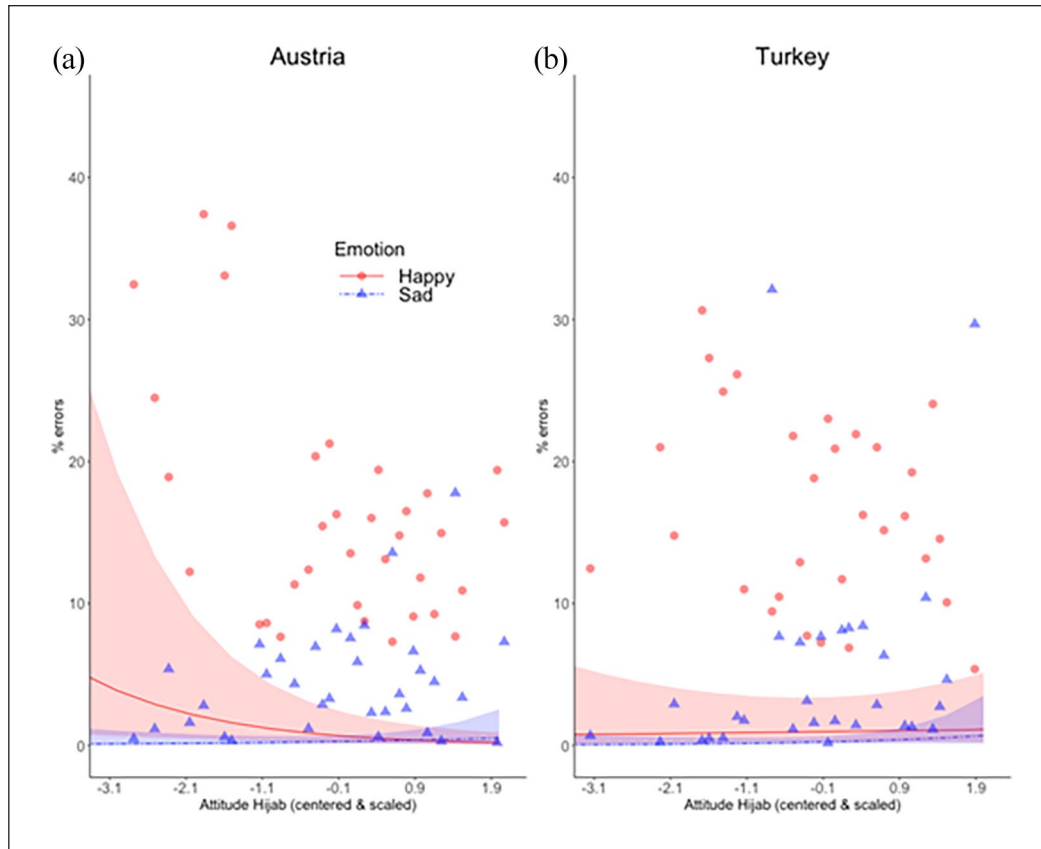 (a)
Austria
% errors
40
30
20
10
0
Emotion
Happy
Sad
-3.1 -2.1 -1.1 -0.1 0.9 1.9
Attitude Hijab (centered & scaled)
(b)
Turkey
% errors
40
30
20
10
0
-3.1 -2.1 -1.1 -0.1 0.9 1.9
Attitude Hijab (centered & scaled)